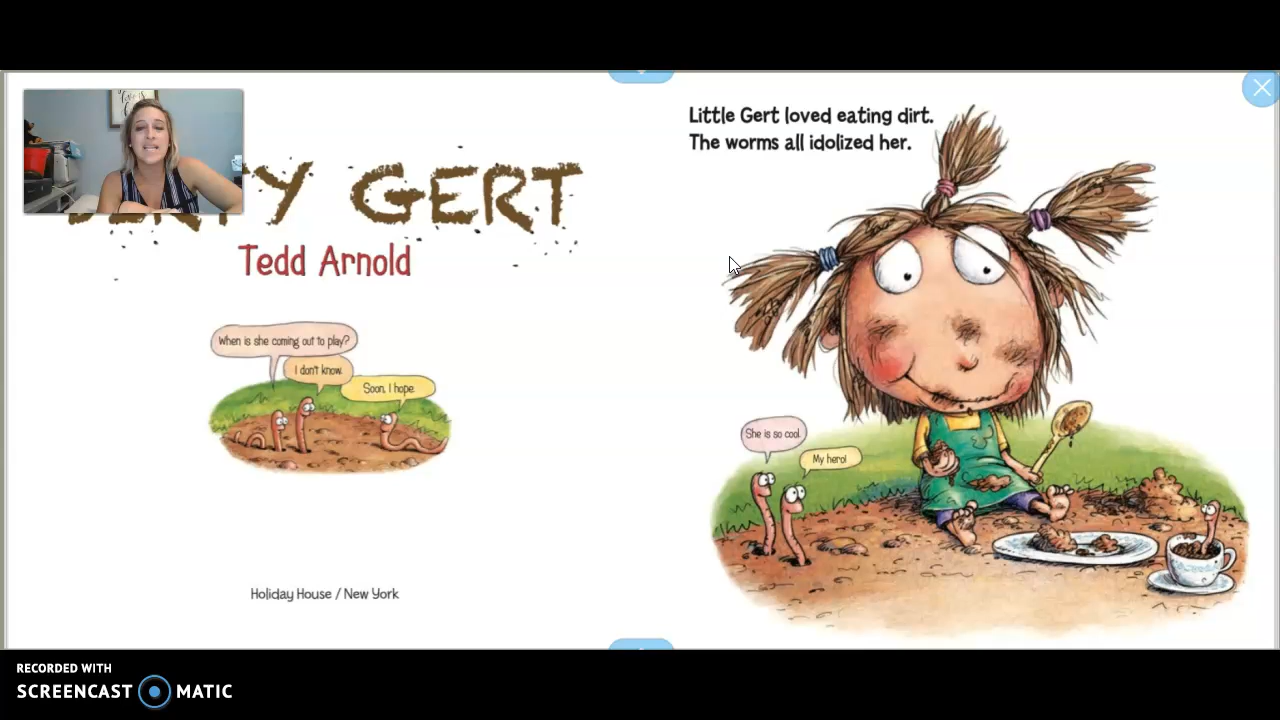 GERT
Tedd Arnold
When is she coming out to play?
I don't know.
Soon, I hope.
Holiday House / New York
Little Gert loved eating dirt.
The worms all idolized her.
She is so cool.
My hero!
RECORDED WITH
SCREENCAST MATIC